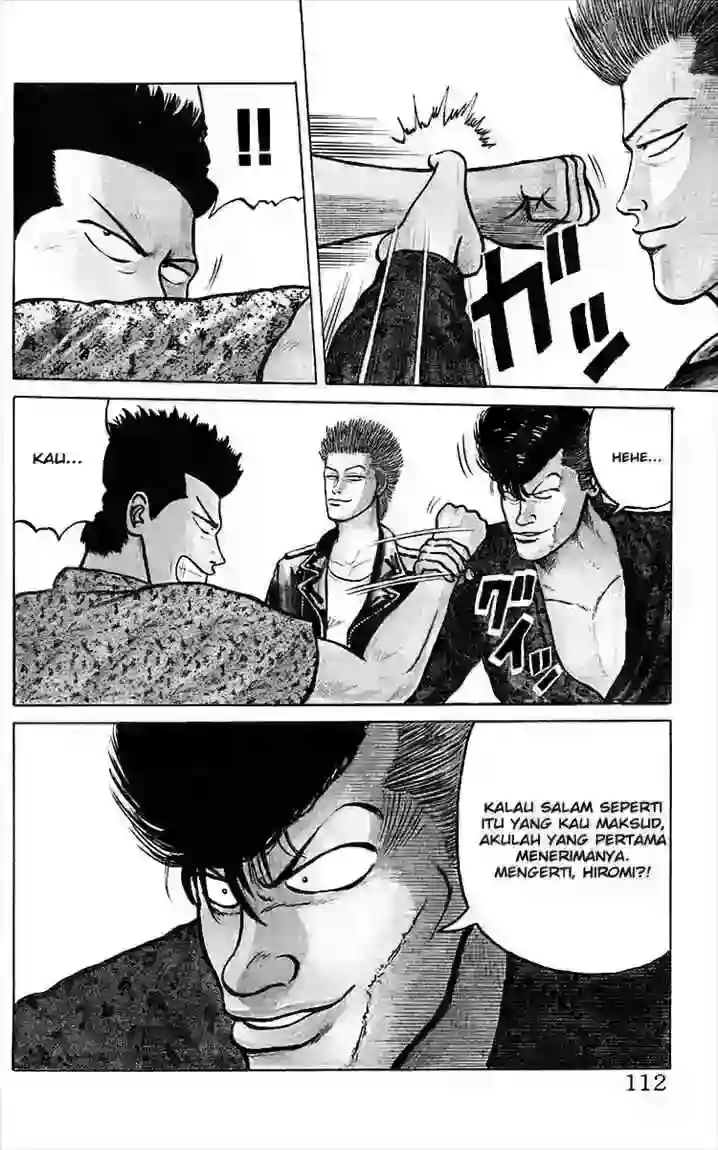 ガッ
!!
HEHE...
KAU...
グイッ
KALAU SALAM SEPERTI
ITU YANG KAU MAKSUD,
AKULAH YANG PERTAMA
MENERIMANYA.
MENGERTI, HIROMI?!
112